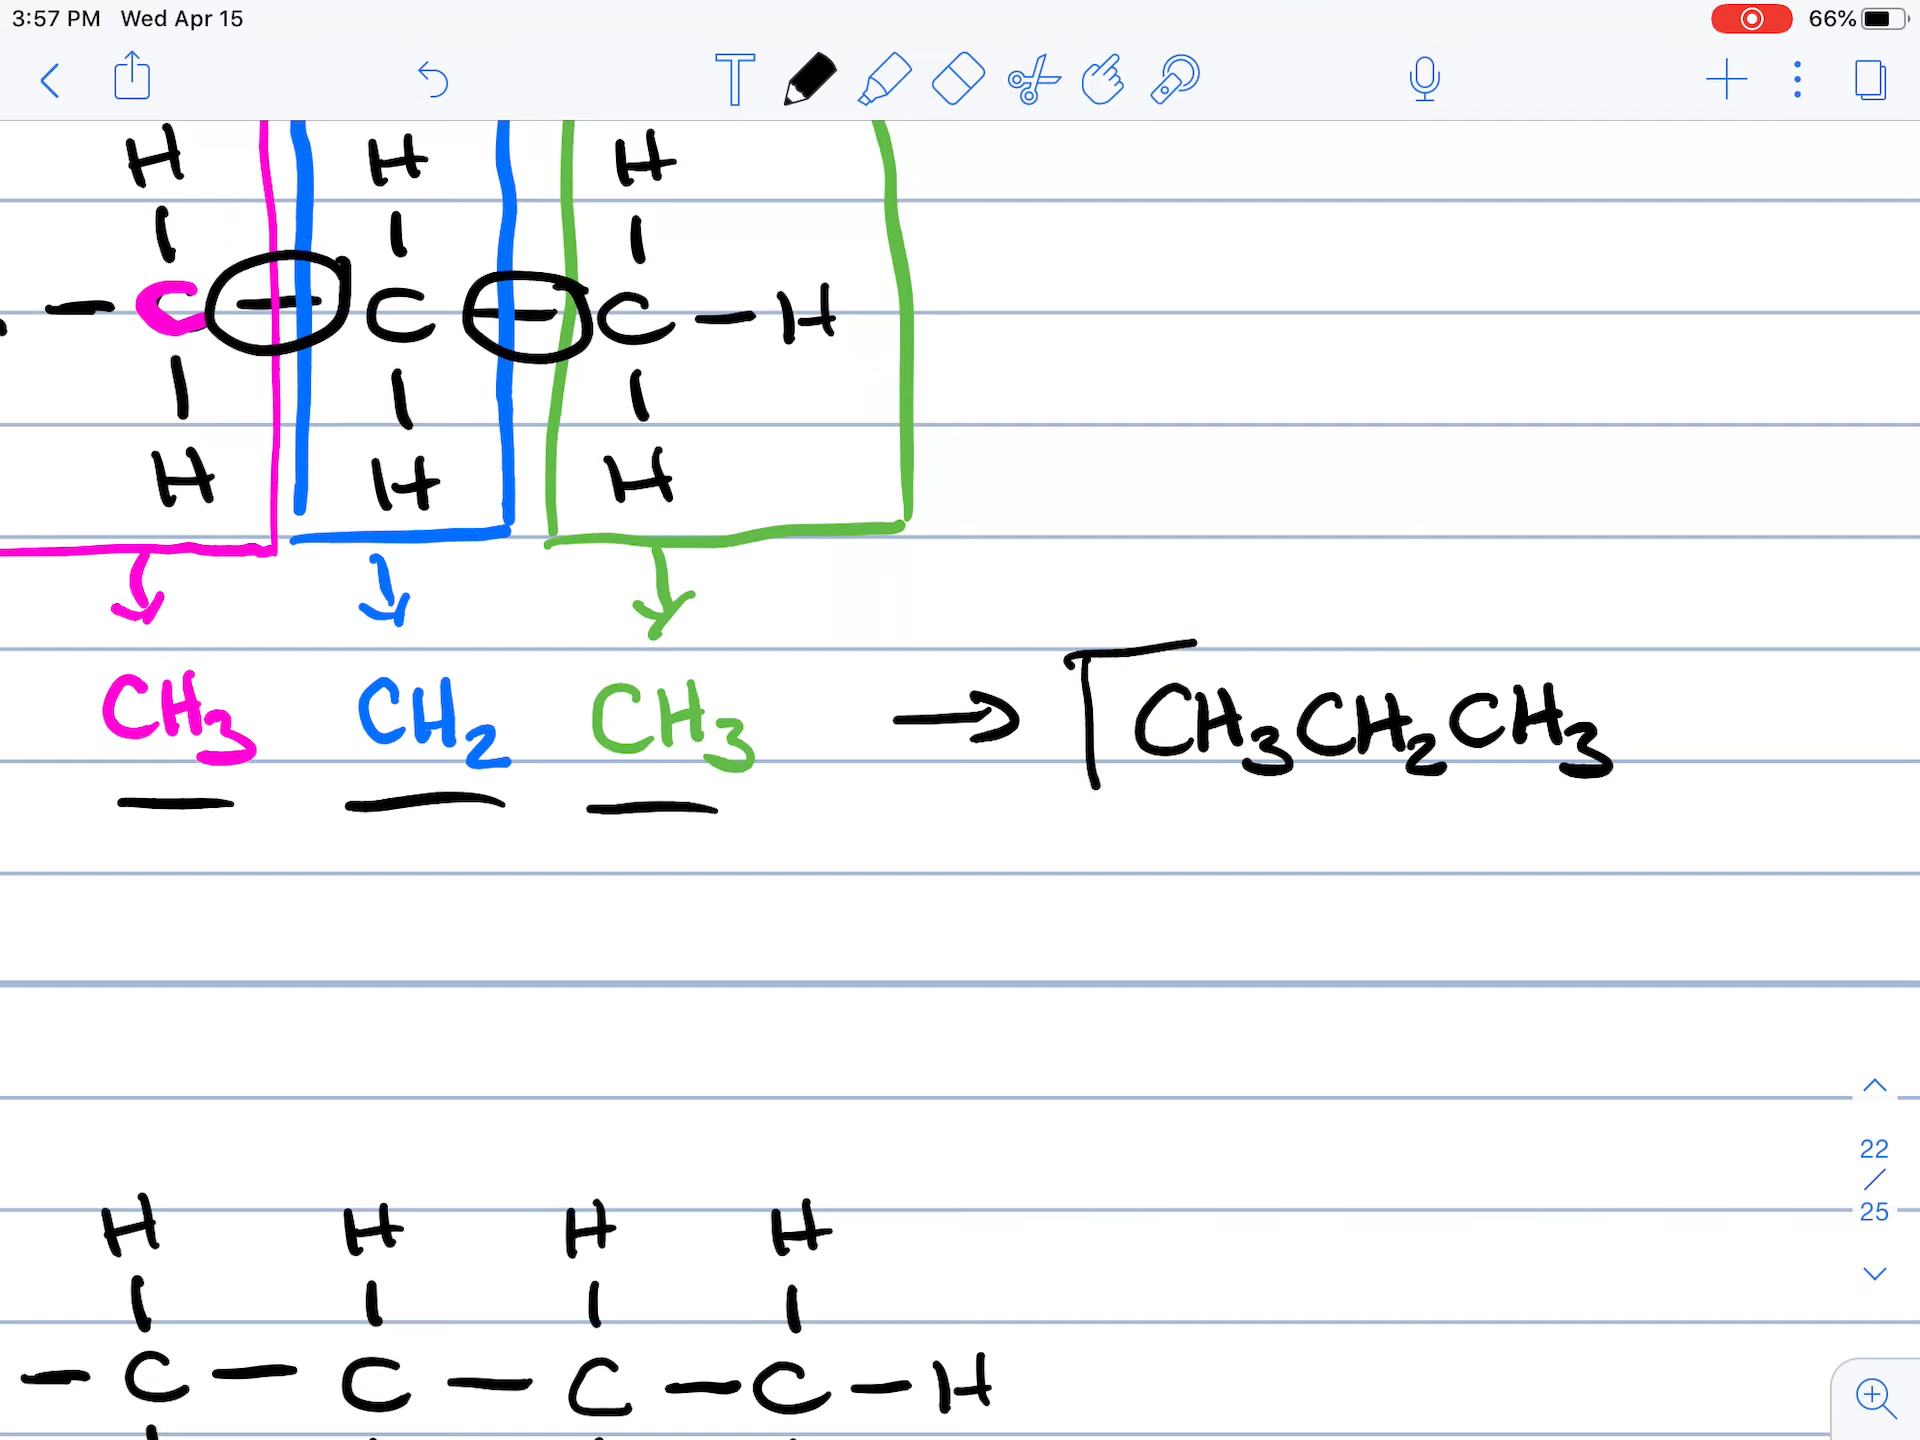 3:57 PM Wed Apr 15 66%
T
H H H
C C C H
H H H
CH₃ CH₂ CH₃ → CH₃CH₂CH₃
22
/
25
H H H H
– C – C – C – C – H